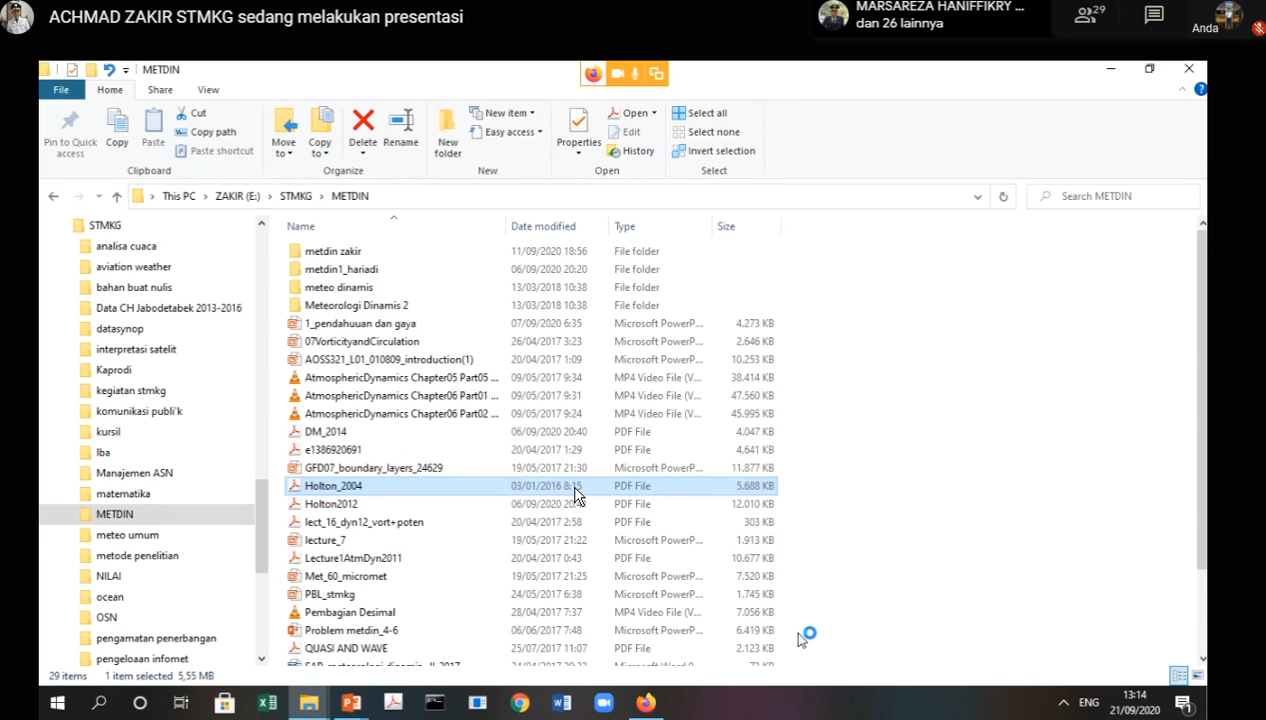 ACHMAD ZAKIR STMKG sedang melakukan presentasi
MARSAREZA HANIFFIKRY ...
dan 26 lainnya
29
Anda
METDIN
File Home Share View
Pin to Quick access
Copy
Paste
Cut
Copy path
Paste shortcut
Clipboard
Move to
Copy to
Delete
Rename
Organize
New folder
New item
Easy access
New
Properties
Open
Edit
History
Open
Select all
Select none
Invert selection
Select
This PC > ZAKIR (E:) > STMKG > METDIN
Search METDIN
STMKG
analisa cuaca
aviation weather
bahan buat nulis
Data CH Jabodetabek 2013-2016
datasynop
interpretasi satelit
Kaprodi
kegiatan stmkg
komunikasi publi'k
kursil
lba
Manajemen ASN
matematika
METDIN
meteo umum
metode penelitian
NILAI
ocean
OSN
pengamatan penerbangan
pengeloaan infomet
Name Date modified Type Size
metdin zakir 11/09/2020 18:56 File folder
metdin1_hariadi 06/09/2020 20:20 File folder
meteo dinamis 13/03/2018 10:38 File folder
Meteorologi Dinamis 2 13/03/2018 10:38 File folder
1_pendahuuan dan gaya 07/09/2020 6:35 Microsoft PowerP... 4.273 KB
07VorticityandCirculation 26/04/2017 3:23 Microsoft PowerP... 2.646 KB
AOSS321_L01_010809_introduction(1) 20/04/2017 1:09 Microsoft PowerP... 10.253 KB
AtmosphericDynamics Chapter05 Part05 ... 09/05/2017 9:34 MP4 Video File (V... 38.414 KB
AtmosphericDynamics Chapter06 Part01 ... 09/05/2017 9:31 MP4 Video File (V... 47.560 KB
AtmosphericDynamics Chapter06 Part02 ... 09/05/2017 9:24 MP4 Video File (V... 45.995 KB
DM_2014 06/09/2020 20:40 PDF File 4.047 KB
e1386920691 20/04/2017 1:29 PDF File 4.641 KB
GFD07_boundary_layers_24629 19/05/2017 21:30 Microsoft PowerP... 11.877 KB
Holton_2004 03/01/2016 8:15 PDF File 5.688 KB
Holton2012 06/09/2020 PDF File 12.010 KB
lect_16_dyn12_vort+poten 20/04/2017 2:58 PDF File 303 KB
lecture_7 19/05/2017 21:22 Microsoft PowerP... 1.913 KB
Lecture1AtmDyn2011 20/04/2017 0:43 PDF File 10.677 KB
Met_60_micromet 19/05/2017 21:25 Microsoft PowerP... 7.520 KB
PBL_stmkg 24/05/2017 6:38 Microsoft PowerP... 1.745 KB
Pembagian Desimal 28/04/2017 7:37 MP4 Video File (V... 7.056 KB
Problem metdin_4-6 06/06/2017 7:48 Microsoft PowerP... 6.419 KB
QUASI AND WAVE 25/07/2017 11:07 Microsoft PowerP... 2.123 KB
29 items 1 item selected 5,55 MB
ENG
13:14
21/09/2020
1